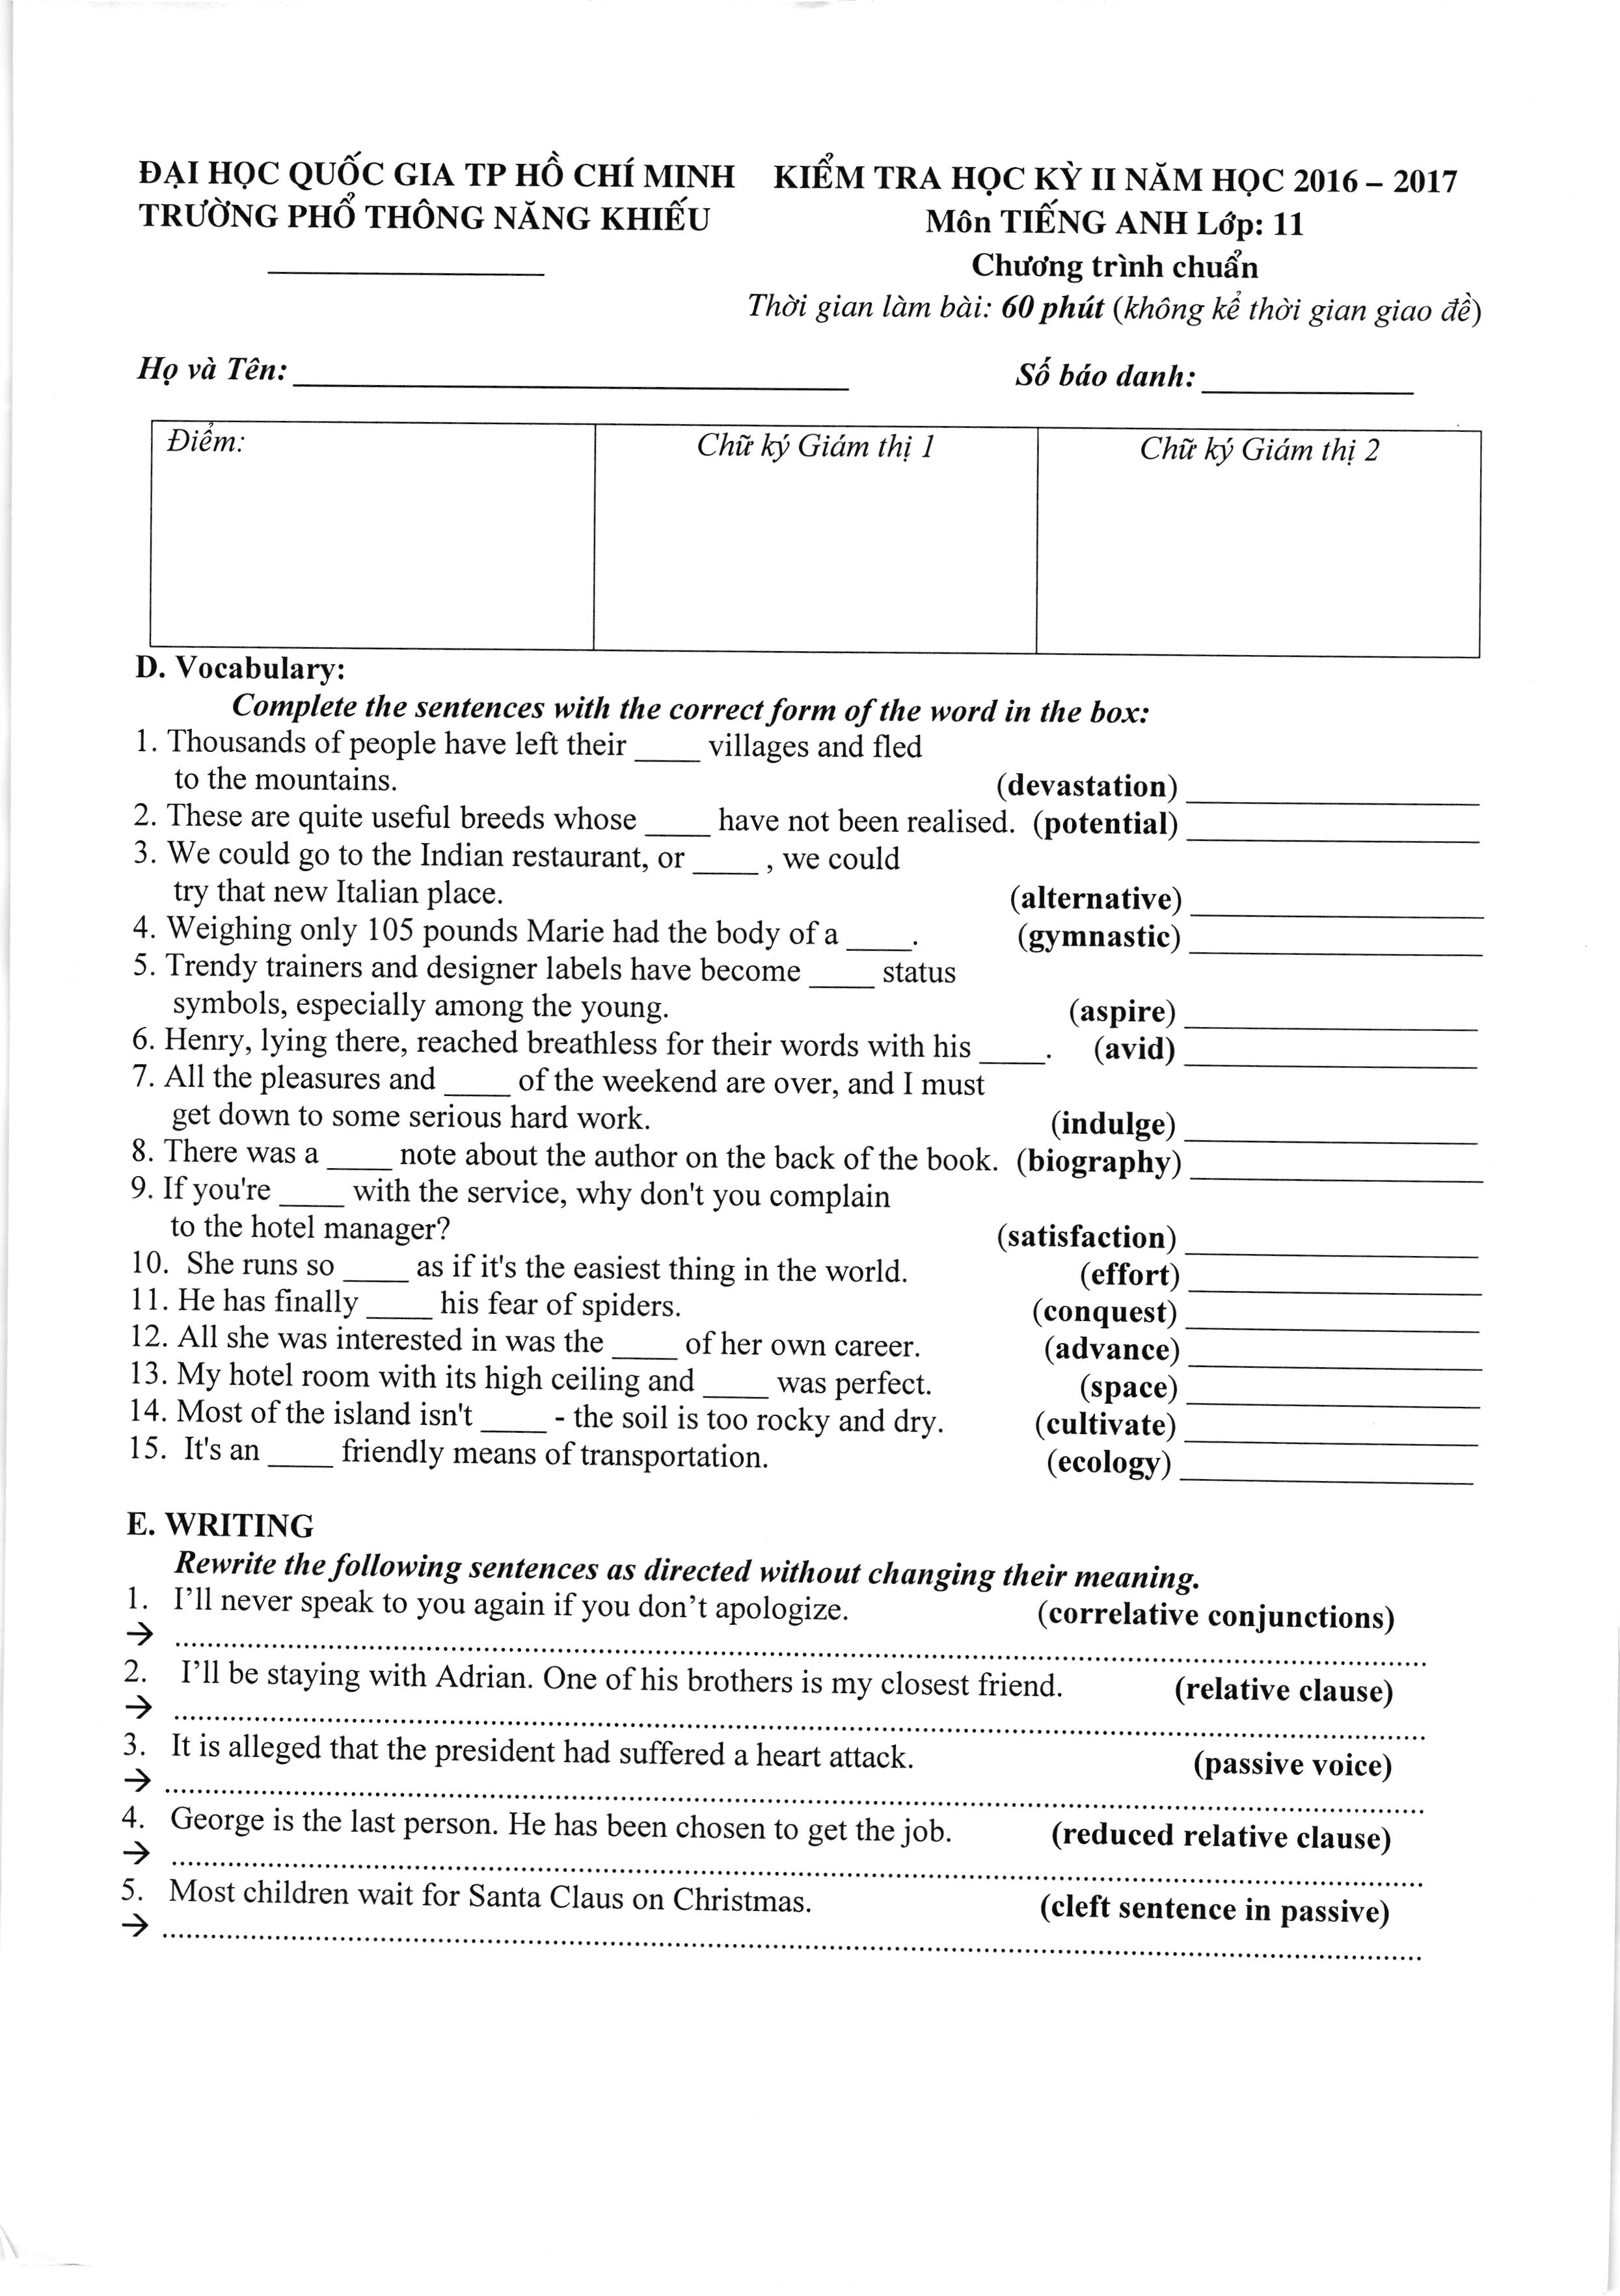 ĐẠI HỌC QUỐC GIA TP HỒ CHÍ MINH KIỂM TRA HỌC KỲ II NĂM HỌC 2016 – 2017
TRƯỜNG PHỔ THÔNG NĂNG KHIẾU Môn TIẾNG ANH Lớp: 11
Chương trình chuẩn
Thời gian làm bài: 60 phút (không kể thời gian giao đề)
Họ và Tên: ____________________ Số báo danh: __________
Điểm: Chữ ký Giám thị 1 Chữ ký Giám thị 2
D. Vocabulary:
Complete the sentences with the correct form of the word in the box:
1. Thousands of people have left their ____ villages and fled
to the mountains. (devastation) __________
2. These are quite useful breeds whose ____ have not been realised. (potential) __________
3. We could go to the Indian restaurant, or ____ , we could
try that new Italian place. (alternative) __________
4. Weighing only 105 pounds Marie had the body of a ____. (gymnastic) __________
5. Trendy trainers and designer labels have become ____ status
symbols, especially among the young. (aspire) __________
6. Henry, lying there, reached breathless for their words with his ____. (avid) __________
7. All the pleasures and ____ of the weekend are over, and I must
get down to some serious hard work. (indulge) __________
8. There was a ____ note about the author on the back of the book. (biography) __________
9. If you're ____ with the service, why don't you complain
to the hotel manager? (satisfaction) __________
10. She runs so ____ as if it's the easiest thing in the world. (effort) __________
11. He has finally ____ his fear of spiders. (conquest) __________
12. All she was interested in was the ____ of her own career. (advance) __________
13. My hotel room with its high ceiling and ____ was perfect. (space) __________
14. Most of the island isn't ____ - the soil is too rocky and dry. (cultivate) __________
15. It's an ____ friendly means of transportation. (ecology) __________
E. WRITING
Rewrite the following sentences as directed without changing their meaning.
1. I’ll never speak to you again if you don’t apologize. (correlative conjunctions)
→ ........................................
2. I’ll be staying with Adrian. One of his brothers is my closest friend. (relative clause)
→ ........................................
3. It is alleged that the president had suffered a heart attack. (passive voice)
→ ........................................
4. George is the last person. He has been chosen to get the job. (reduced relative clause)
→ ........................................
5. Most children wait for Santa Claus on Christmas. (cleft sentence in passive)
→ ........................................